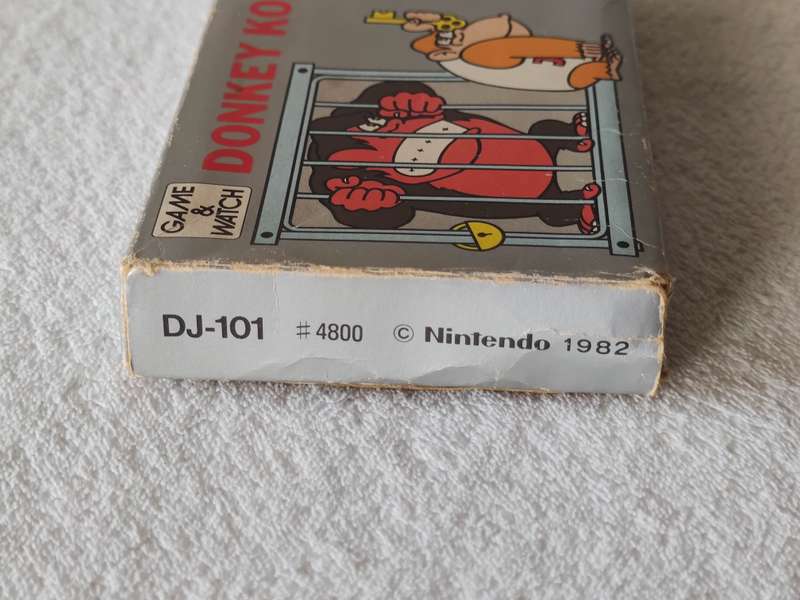 DONKEY KO
GAME
&
WATCH
DJ-101 #4800 © Nintendo 1982